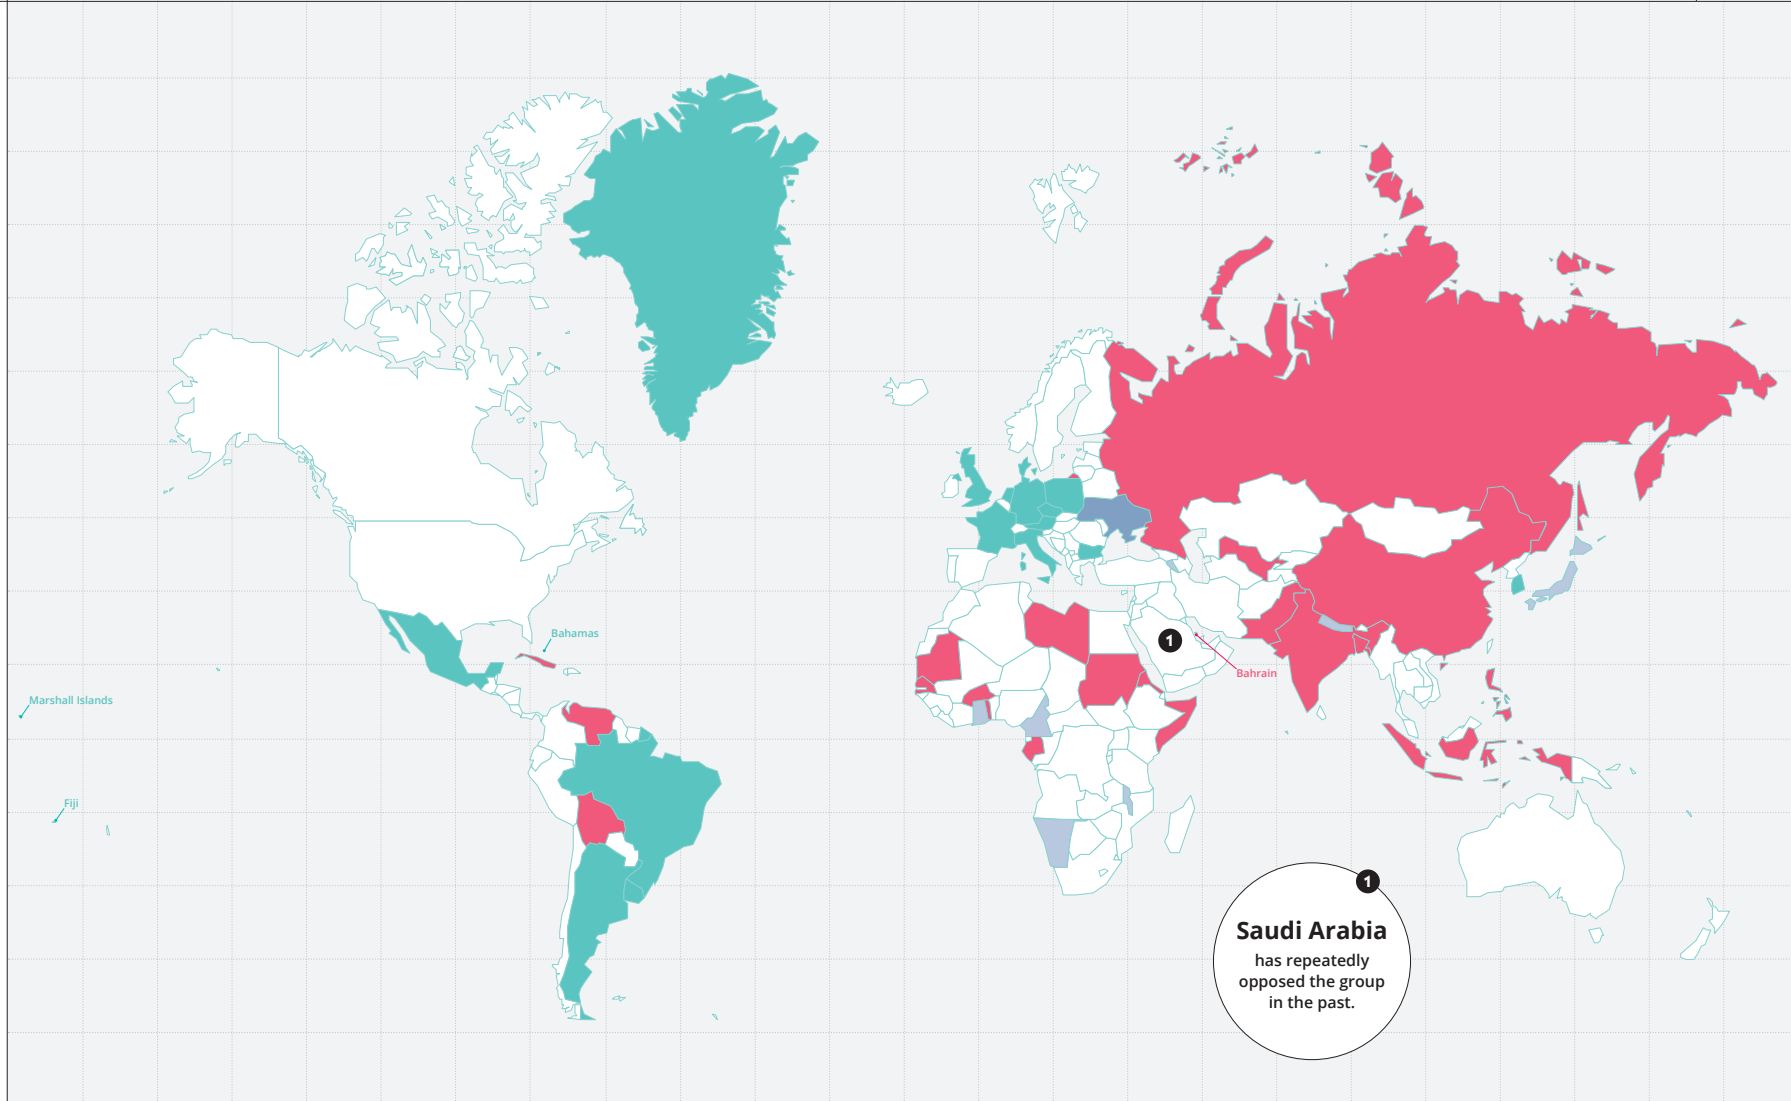 Bahamas
1
Bahrain
Marshall Islands
Fiji
1
Saudi Arabia
has repeatedly
opposed the group
in the past.